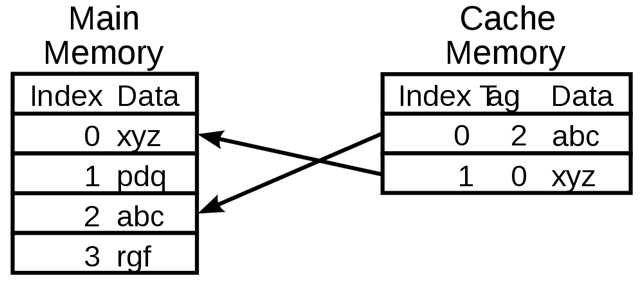 Main
Memory
Index Data
0 xyz
1 pdq
2 abc
3 rgf
Cache
Memory
Index Tag Data
0 2 abc
1 0 xyz